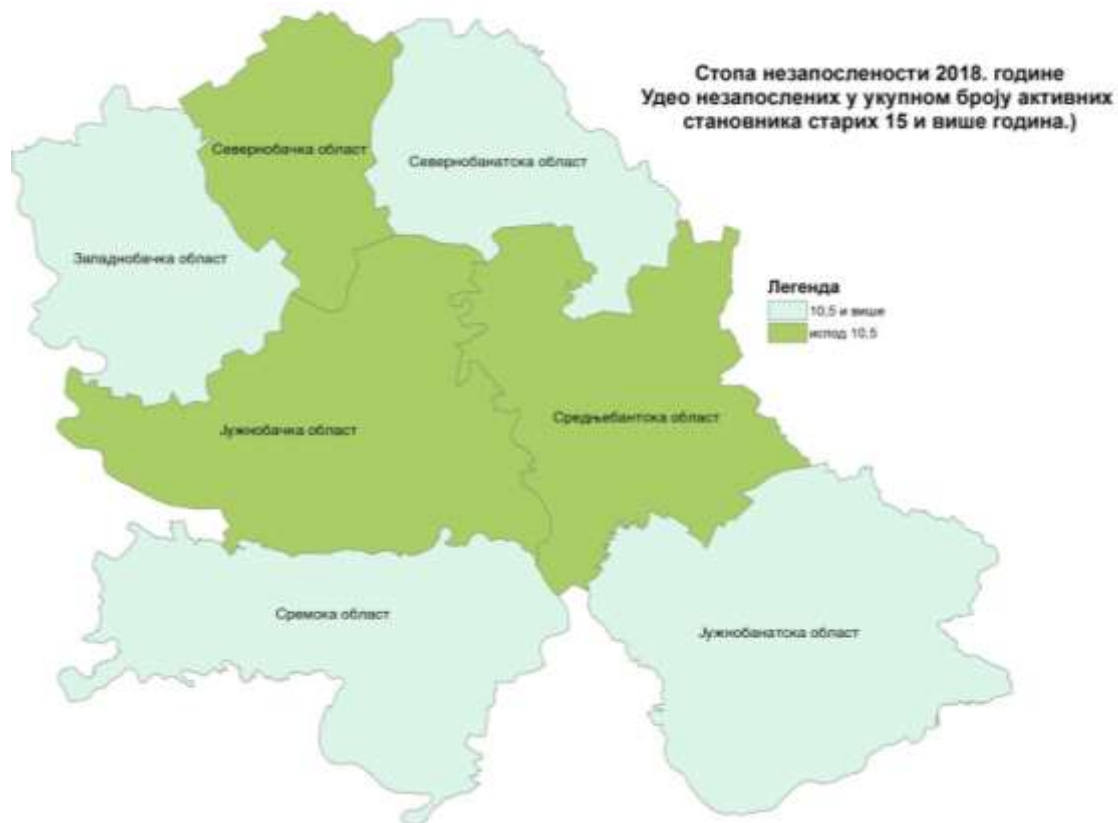 Стопа незапослености 2018. године
Удео незапослених у укупном броју активних
становника старих 15 и више година.)
Севернобачка област
Севернобанатска област
Западнобачка област
Легенда
10,5 и више
испод 10,5
Јужнобачка област
Средњебантска област
Сремска област
Јужнобанатска област